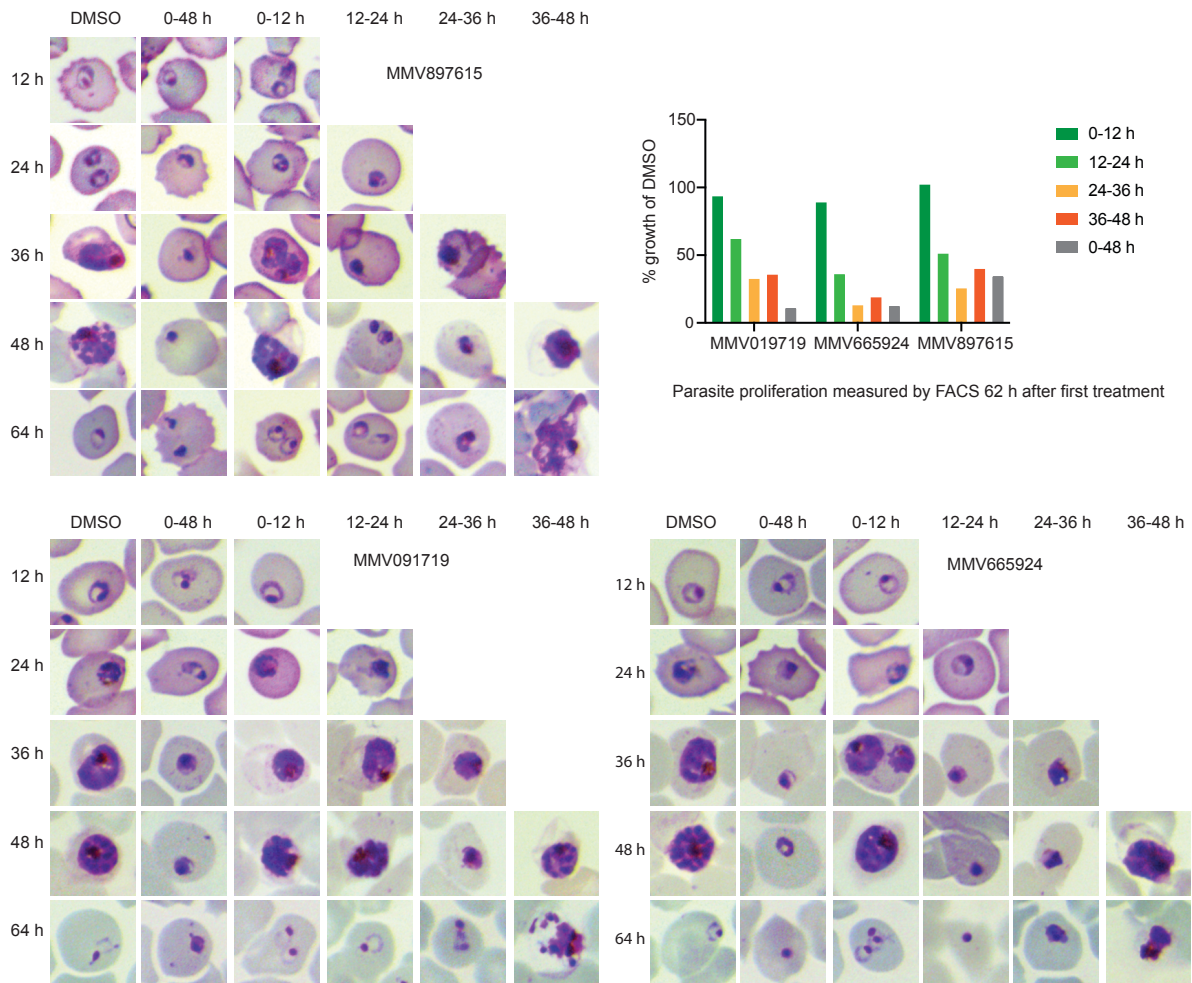 DMSO 0-48 h 0-12 h 12-24 h 24-36 h 36-48 h
12 h
MMV897615
24 h
36 h
48 h
64 h
% growth of DMSO
150
100
50
0
MMV019719 MMV665924 MMV897615
0-12 h
12-24 h
24-36 h
36-48 h
0-48 h
Parasite proliferation measured by FACS 62 h after first treatment
DMSO 0-48 h 0-12 h 12-24 h 24-36 h 36-48 h
MMV091719
12 h
24 h
36 h
48 h
64 h
DMSO 0-48 h 0-12 h 12-24 h 24-36 h 36-48 h
MMV665924
12 h
24 h
36 h
48 h
64 h